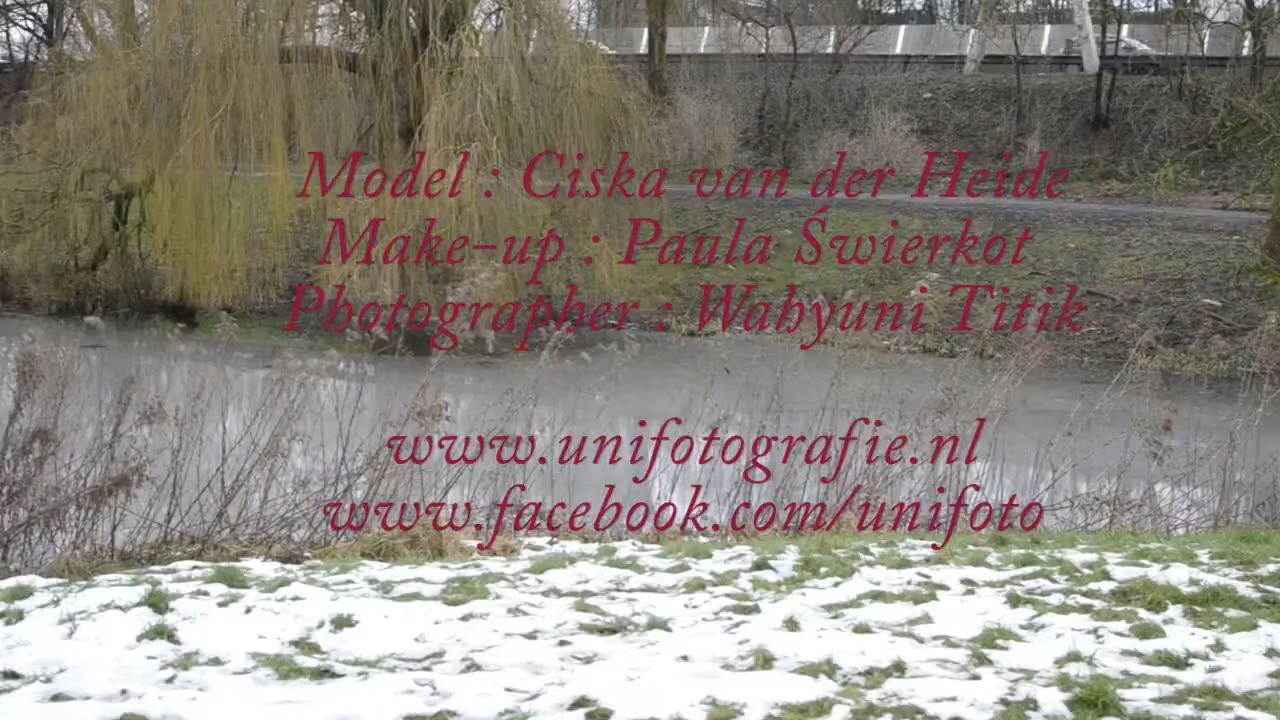 Model : Ciska van der Heide
Make-up : Paula Świerkot
Photographer : Wahyuni Titik
www.unifotografie.nl
www.facebook.com/unifoto